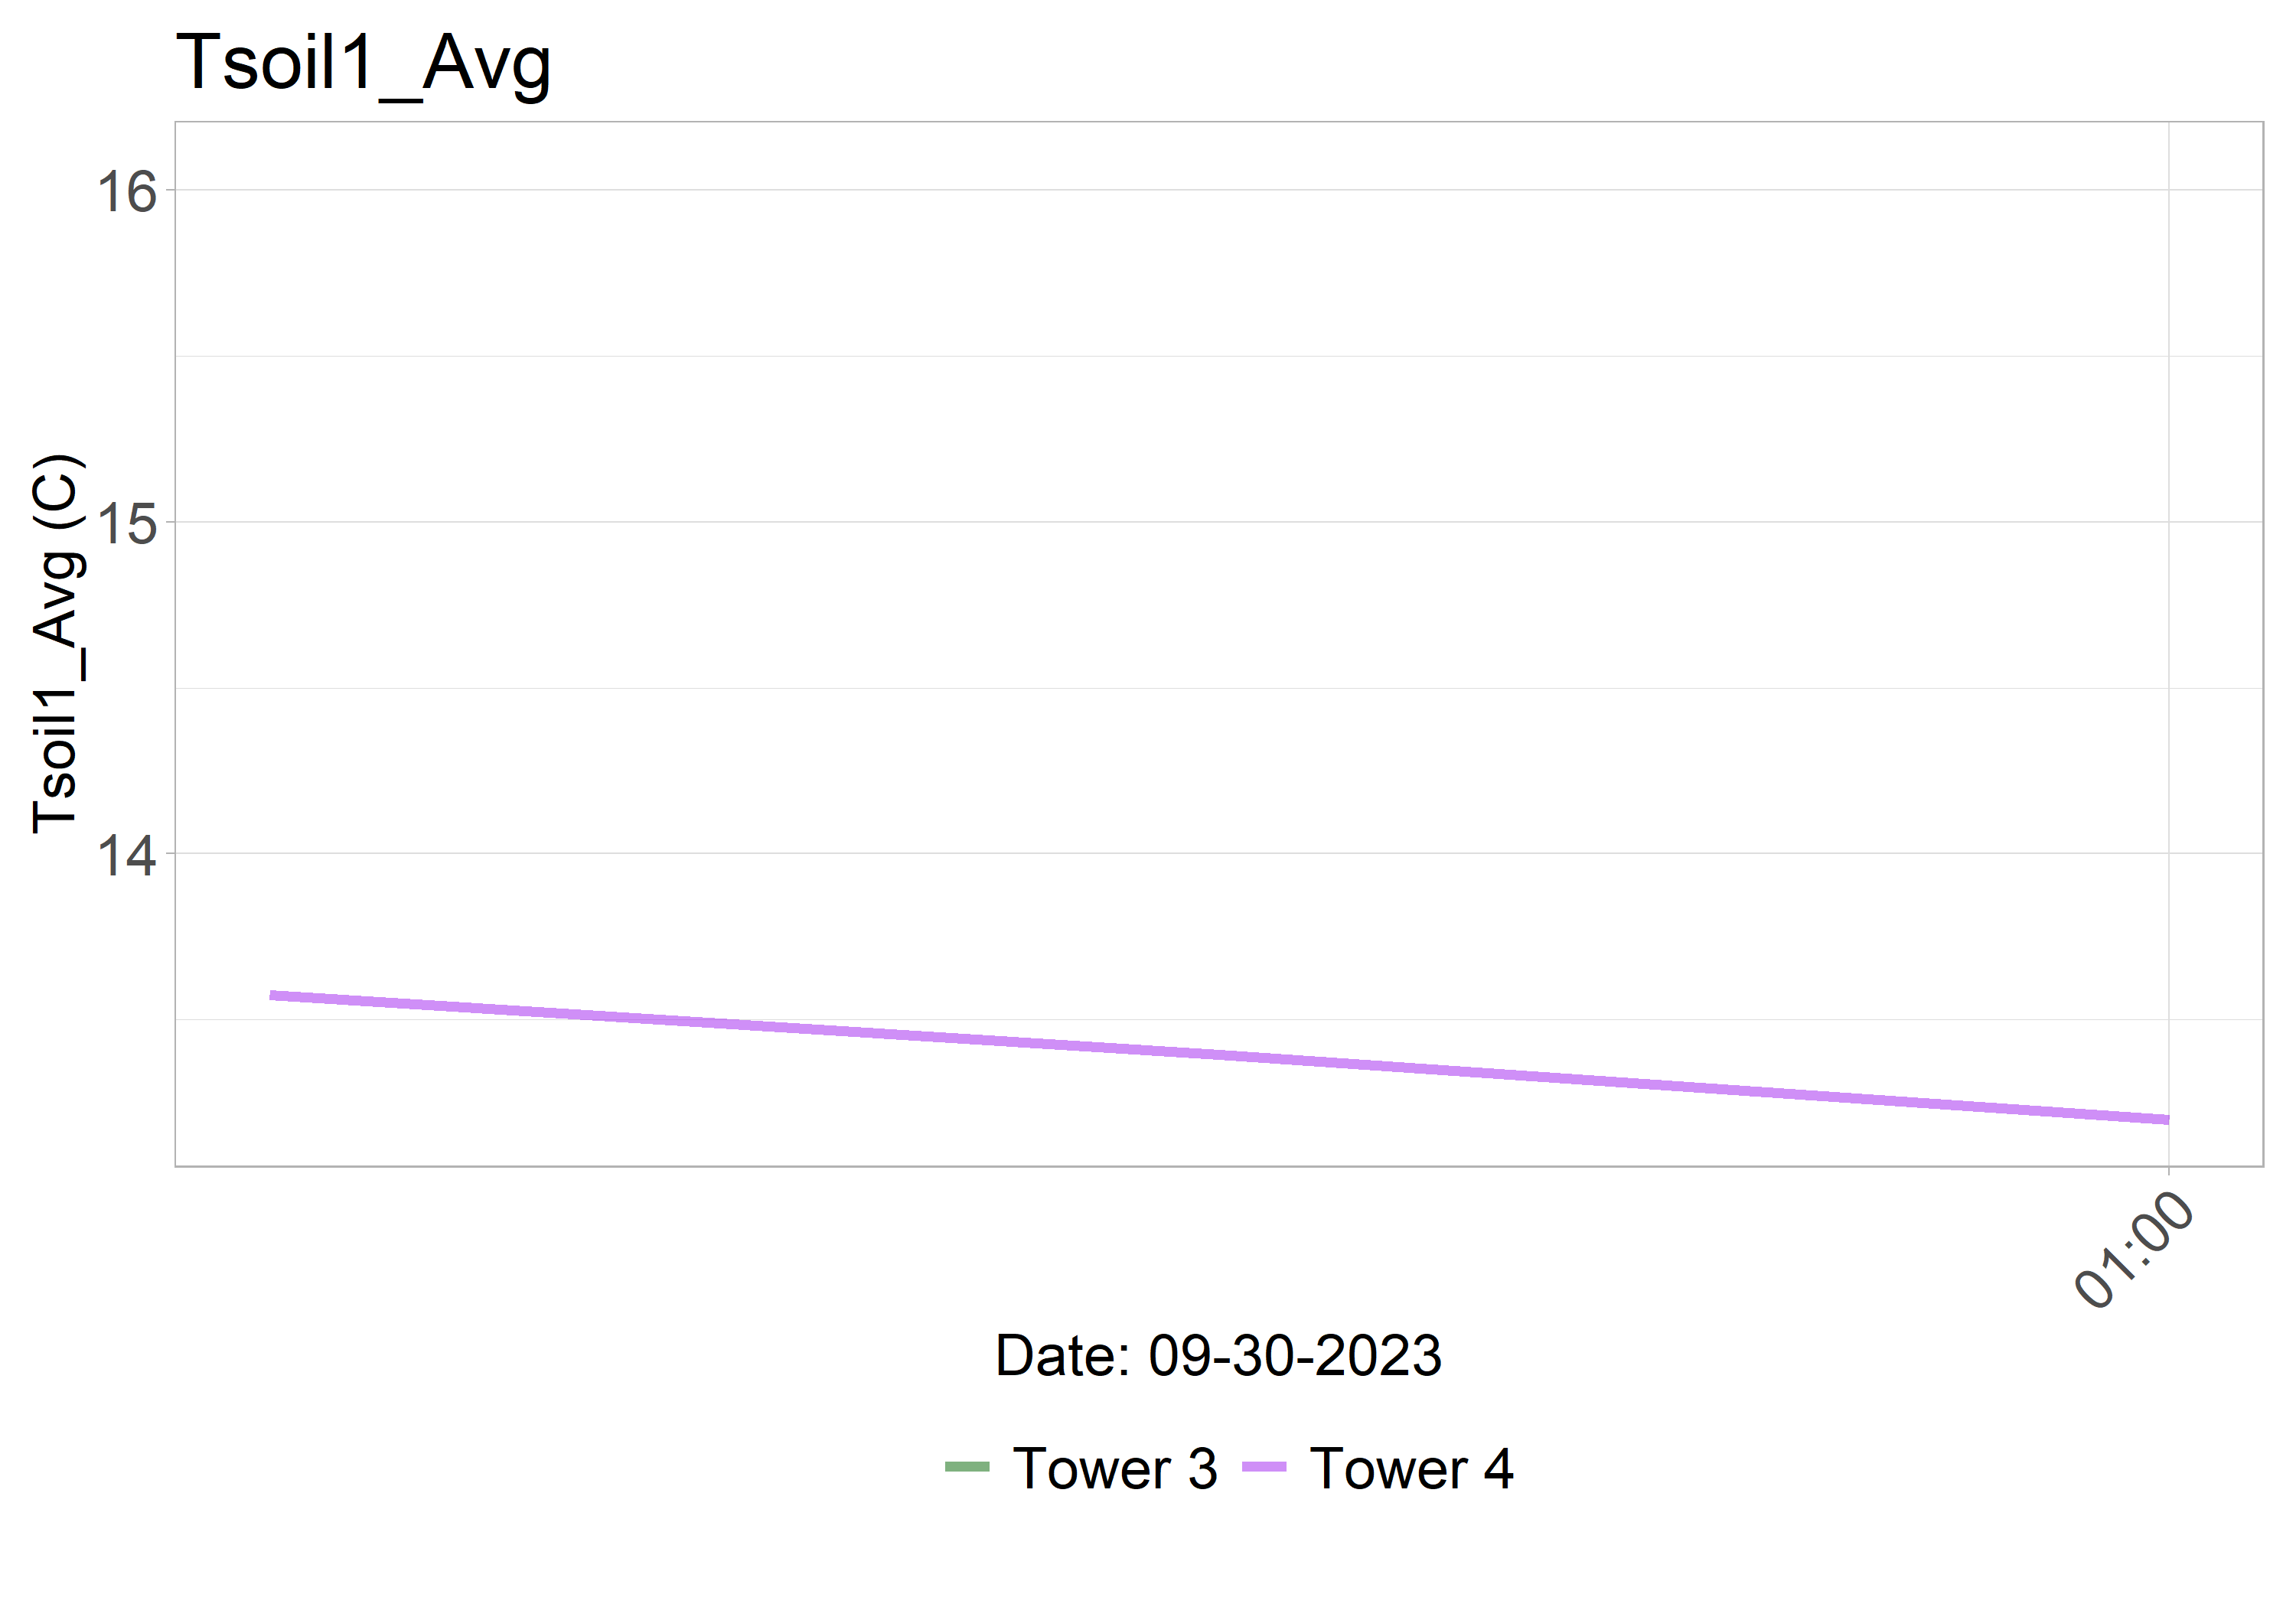 Tsoil1_Avg
Tsoil1_Avg (C)
16
15
14
01:00
Date: 09-30-2023
Tower 3 Tower 4